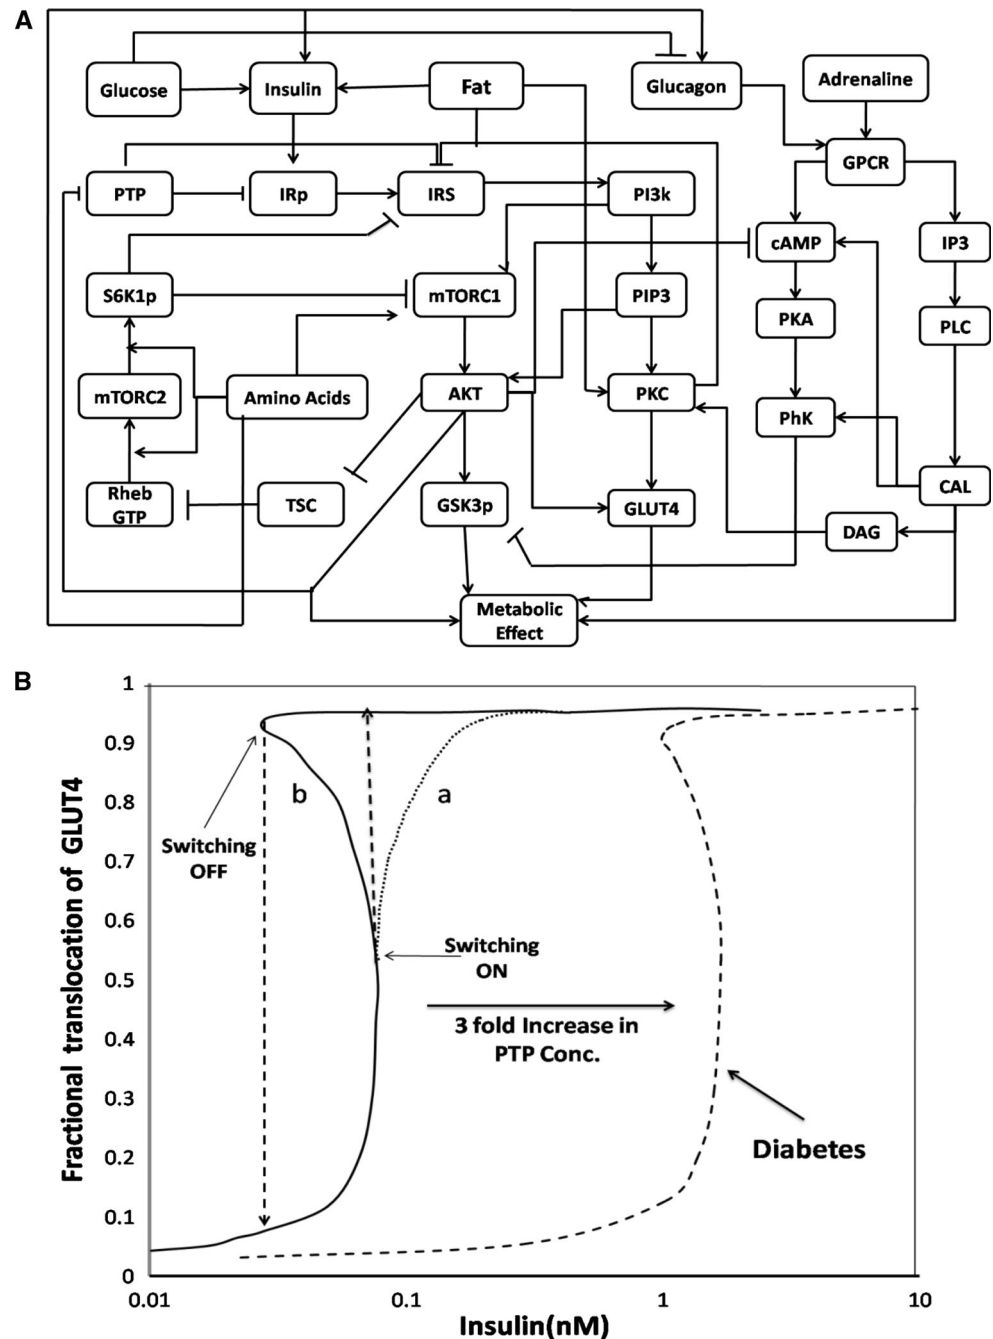 A
Glucose
Insulin
Fat
Glucagon
Adrenaline
GPCR
PTP
IRp
IRS
PI3k
cAMP
IP3
S6K1p
mTORC1
PIP3
PKA
PLC
mTORC2
Amino Acids
AKT
PKC
PhK
Rheb
GTP
TSC
GSK3p
GLUT4
CAL
DAG
Metabolic
Effect
B
Fractional translocation of GLUT4
1
0.9
0.8
0.7
0.6
0.5
0.4
0.3
0.2
0.1
0
b
a
Switching
OFF
Switching
ON
3 fold Increase in
PTP Conc.
Diabetes
0.01
0.1
1
10
Insulin(nM)